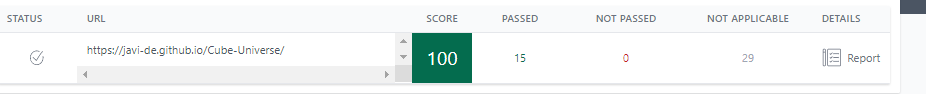 STATUS URL SCORE PASSED NOT PASSED NOT APPLICABLE DETAILS
https://javi-de.github.io/Cube-Universe/ 100 15 0 29 Report